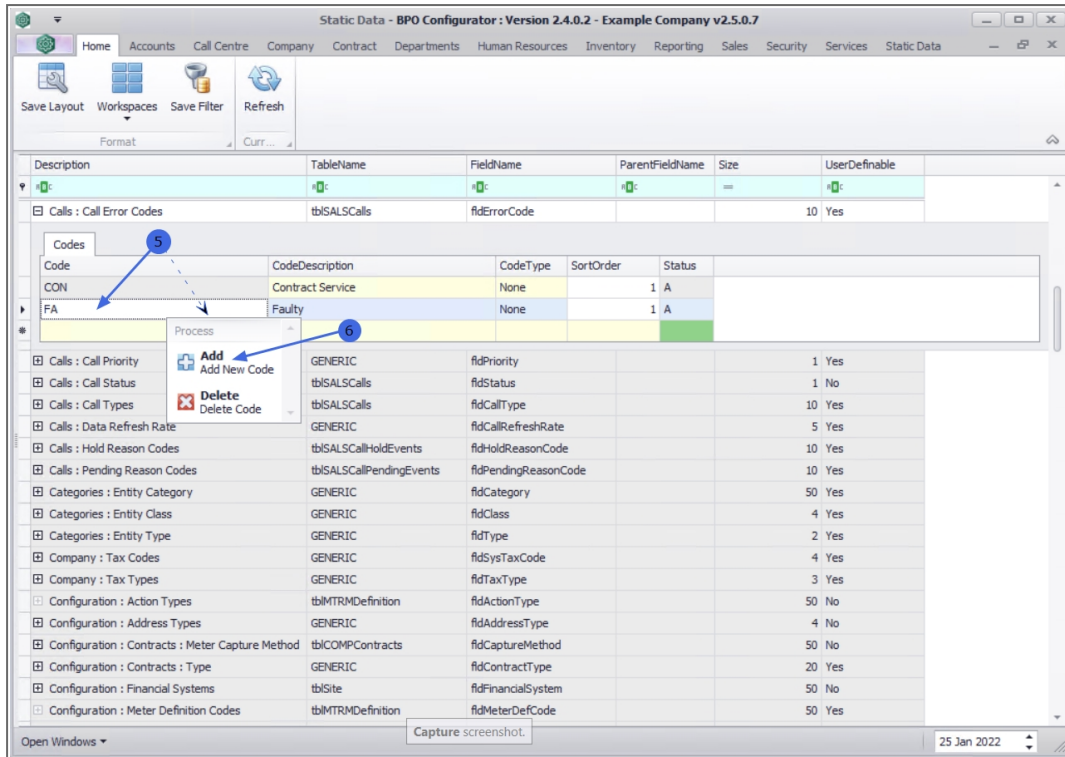 Static Data - BPO Configurator : Version 2.4.0.2 - Example Company v2.5.0.7
Home Accounts Call Centre Company Contract Departments Human Resources Inventory Reporting Sales Security Services Static Data
Save Layout Workspaces Save Filter Refresh
Format Curr...
Description TableName FieldName ParentFieldName Size UserDefinable
ABC ABC ABC ABC = ABC
Calls : Call Error Codes tblSALSCalls fldErrorCode 10 Yes
Codes 5
Code CodeDescription CodeType SortOrder Status
CON Contract Service None 1 A
FA Faulty None 1 A
Process 6
Add
Add New Code
Delete
Delete Code
Calls : Call Priority GENERIC fldPriority 1 Yes
Calls : Call Status tblSALSCalls fldStatus 1 No
Calls : Call Types tblSALSCalls fldCallType 10 Yes
Calls : Data Refresh Rate GENERIC fldCallRefreshRate 5 Yes
Calls : Hold Reason Codes tblSALSCallHoldEvents fldHoldReasonCode 10 Yes
Calls : Pending Reason Codes tblSALSCallPendingEvents fldPendingReasonCode 10 Yes
Categories : Entity Category GENERIC fldCategory 50 Yes
Categories : Entity Class GENERIC fldClass 4 Yes
Categories : Entity Type GENERIC fldType 2 Yes
Company : Tax Codes GENERIC fldSysTaxCode 4 Yes
Company : Tax Types GENERIC fldTaxType 3 Yes
Configuration : Action Types tblMTRMDefinition fldActionType 50 No
Configuration : Address Types GENERIC fldAddressType 4 No
Configuration : Contracts : Meter Capture Method tblCOMPContracts fldCaptureMethod 50 No
Configuration : Contracts : Type GENERIC fldContractType 20 Yes
Configuration : Financial Systems tblSite fldFinancialSystem 50 No
Configuration : Meter Definition Codes tblMTRMDefinition fldMeterDefCode 50 Yes
Capture screenshot.
Open Windows 25 Jan 2022